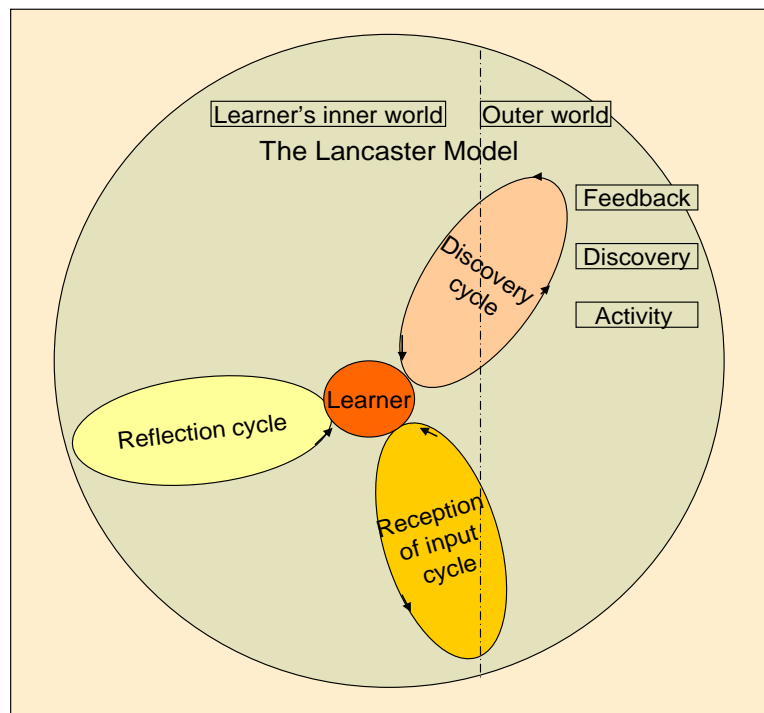 Learner's inner world
Outer world
The Lancaster Model
Feedback
Discovery
Activity
Discovery
cycle
Learner
Reflection cycle
Reception
of input
cycle